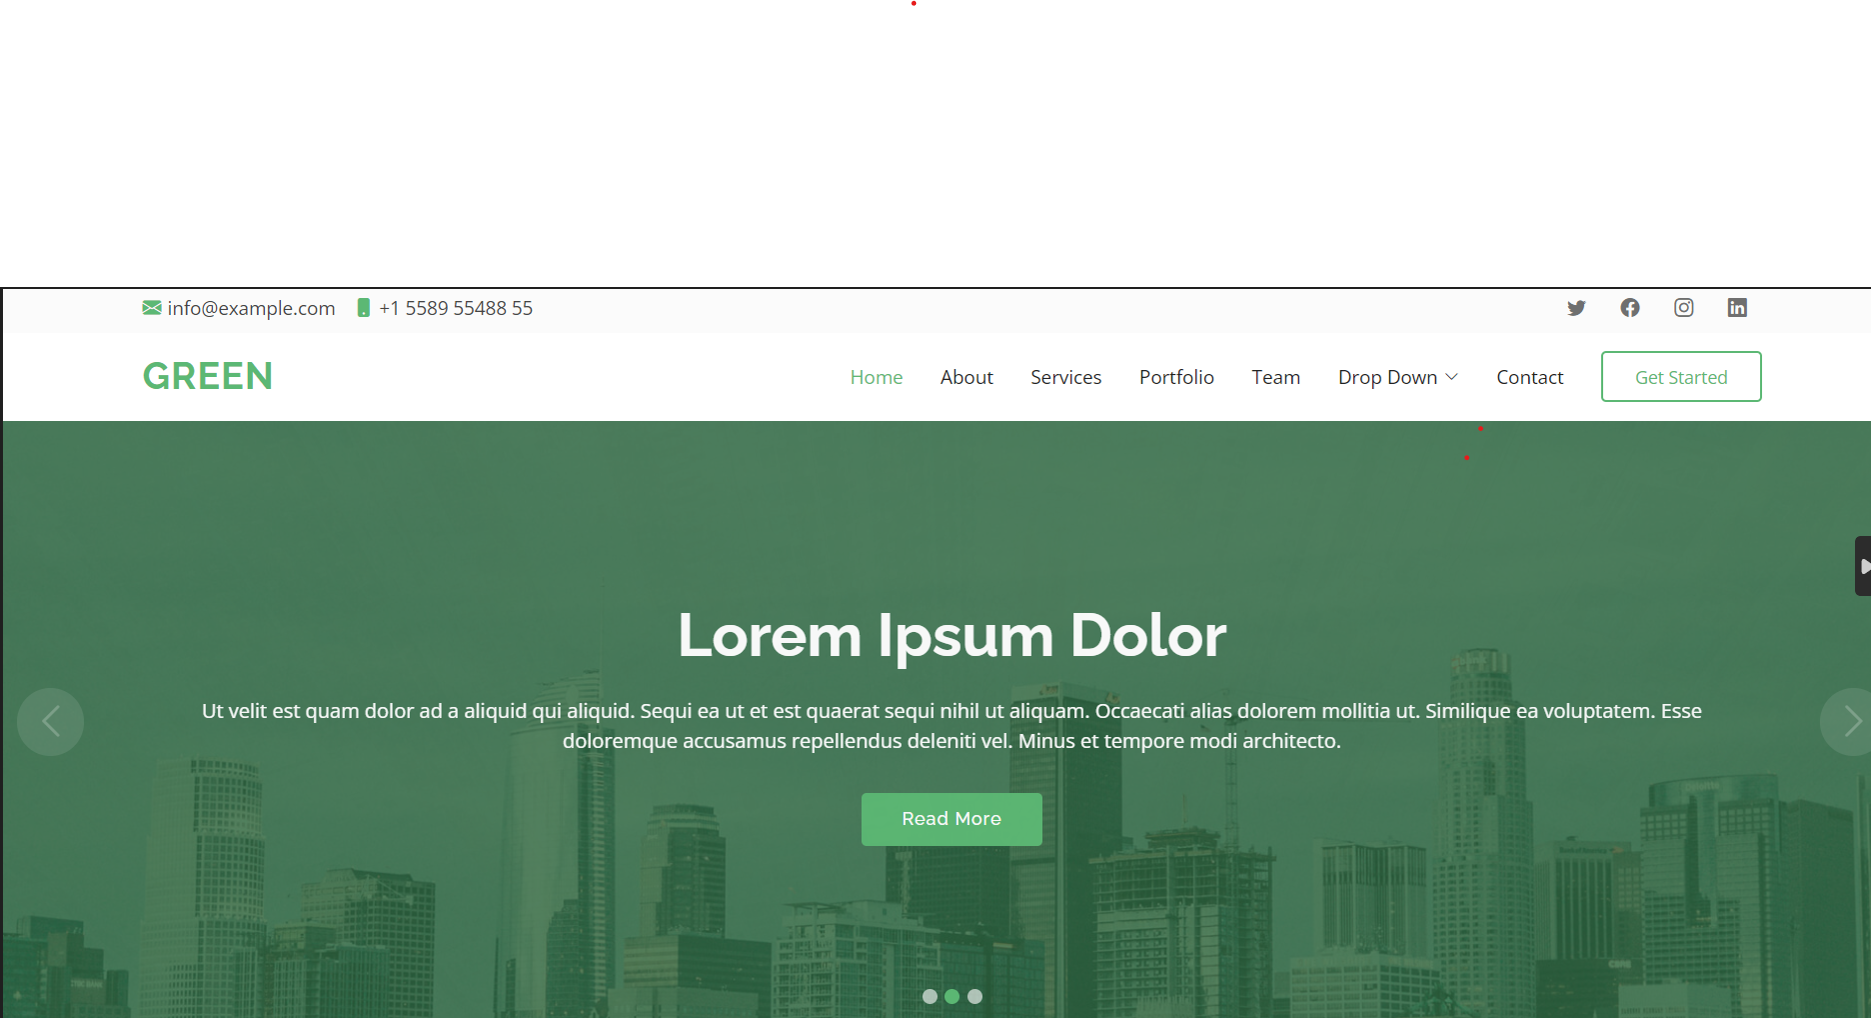 info@example.com +1 5589 55488 55
GREEN
Home About Services Portfolio Team Drop Down Contact Get Started
Lorem Ipsum Dolor
Ut velit est quam dolor ad a aliquid qui aliquid. Sequi ea ut et est quaerat sequi nihil ut aliquam. Occaecati alias dolorem mollitia ut. Similique ea voluptatem. Esse
doloremque accusamus repellendus deleniti vel. Minus et tempore modi architecto.
Read More